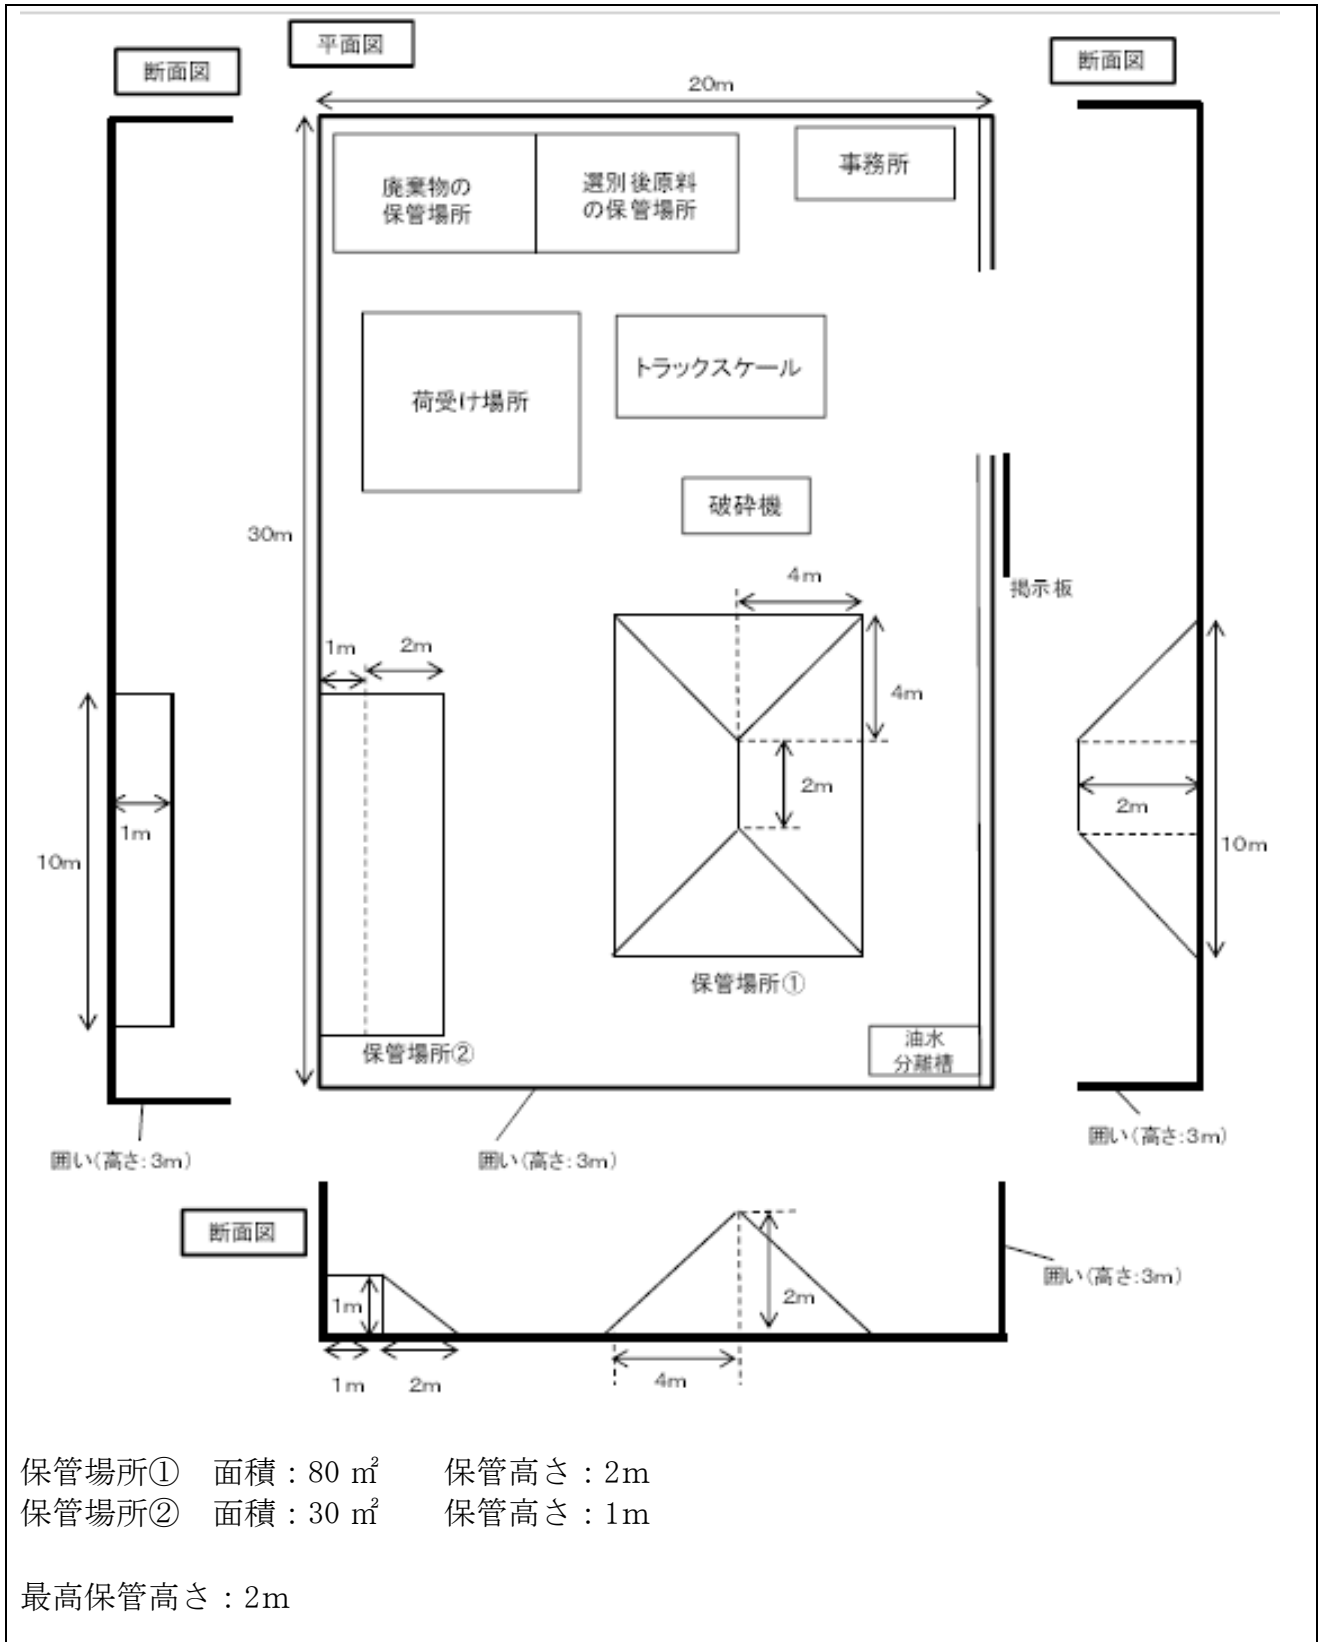 平面図
断面図
断面図
20m
廃棄物の
保管場所
選別後原料
の保管場所
事務所
荷受け場所
トラックスケール
破砕機
30m
4m
掲示板
1m
2m
4m
2m
2m
1m
10m
10m
保管場所①
保管場所②
油水
分離槽
囲い(高さ:3m)
囲い(高さ:3m)
囲い(高さ:3m)
断面図
囲い(高さ:3m)
1m
2m
1m
2m
4m
保管場所① 面積：80 ㎡ 保管高さ：2m
保管場所② 面積：30 ㎡ 保管高さ：1m
最高保管高さ：2m